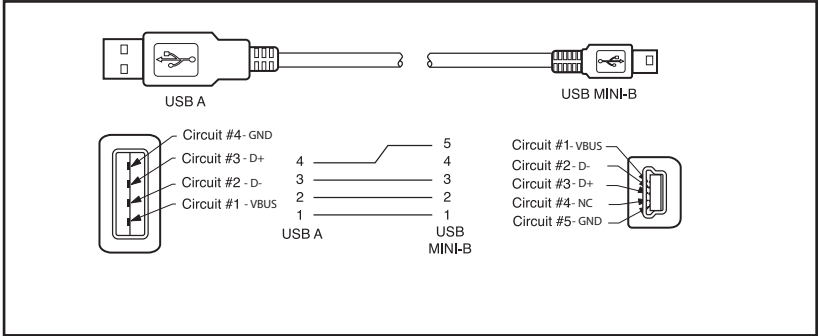 USB A
USB MINI-B
Circuit #4- GND
Circuit #3 - D+
Circuit #2 - D-
Circuit #1 - VBUS
5
4 4
3 3
2 2
1 1
USB A
USB
MINI-B
Circuit #1- VBUS
Circuit #2- D-
Circuit #3- D+
Circuit #4- NC
Circuit #5- GND